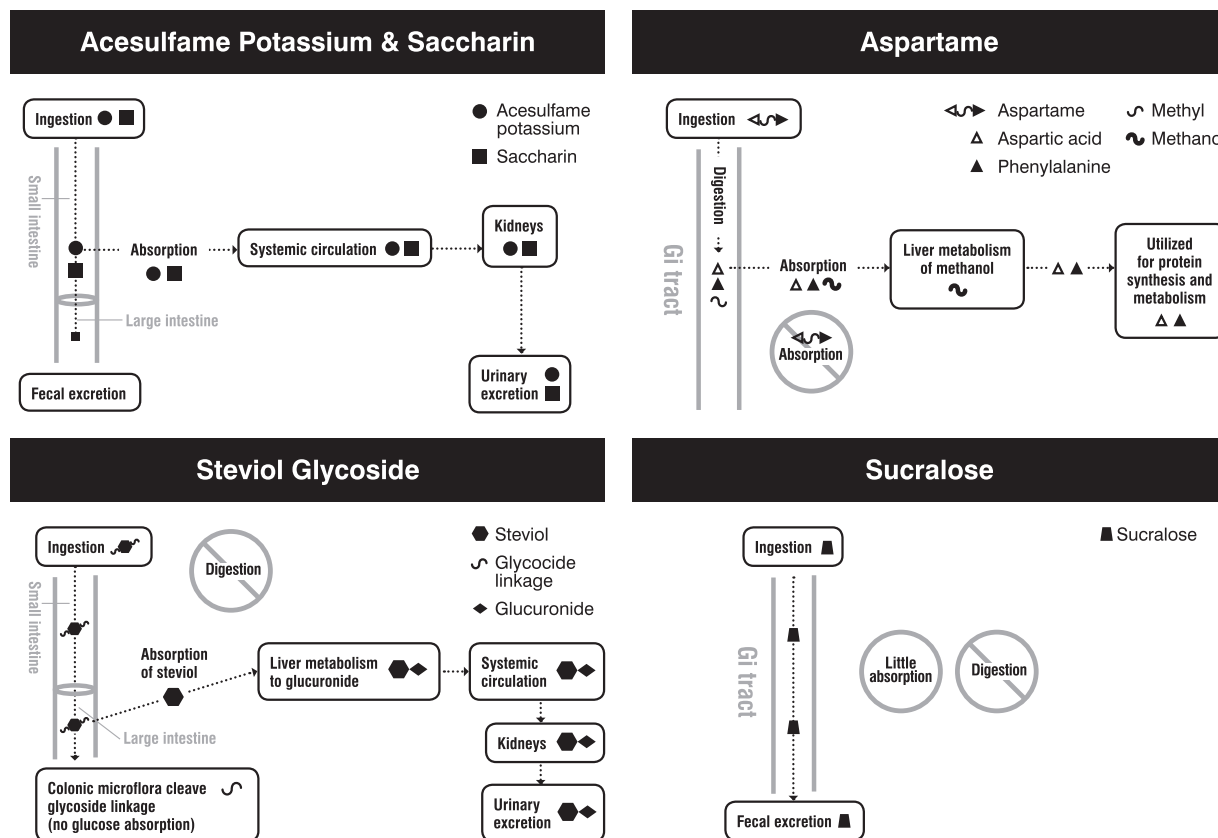 Acesulfame Potassium & Saccharin
Ingestion
Acesulfame
potassium
Saccharin
Small intestine
Absorption
Systemic circulation
Kidneys
Large intestine
Fecal excretion
Urinary
excretion
Aspartame
Ingestion
Aspartame
Methyl
Aspartic acid
Methano
Phenylalanine
Digestion
Gi tract
Absorption
Liver metabolism
of methanol
Utilized
for protein
synthesis and
metabolism
Absorption
Steviol Glycoside
Ingestion
Digestion
Steviol
Glycocide
linkage
Glucuronide
Small intestine
Absorption
of steviol
Liver metabolism
to glucuronide
Systemic
circulation
Large intestine
Kidneys
Colonic microflora cleave
glycoside linkage
(no glucose absorption)
Urinary
excretion
Sucralose
Ingestion
Sucralose
Gi tract
Little
absorption
Digestion
Fecal excretion